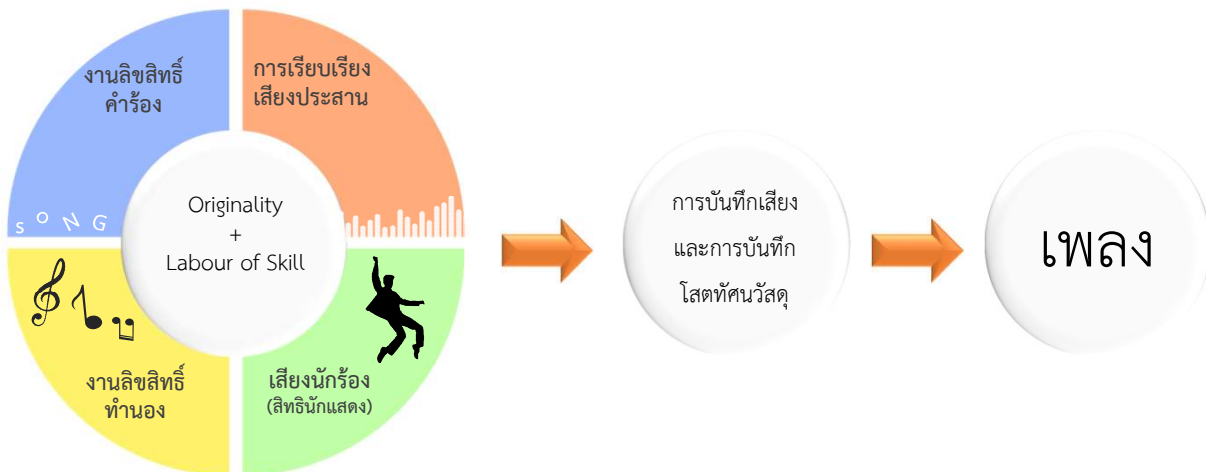 งานลิขสิทธิ์
คำร้อง
การเรียบเรียง
เสียงประสาน
SONG
Originality
+
Labour of Skill
งานลิขสิทธิ์
ทำนอง
เสียงนักร้อง
(สิทธินักแสดง)
การบันทึกเสียง
และการบันทึก
โสตทัศนวัสดุ
เพลง